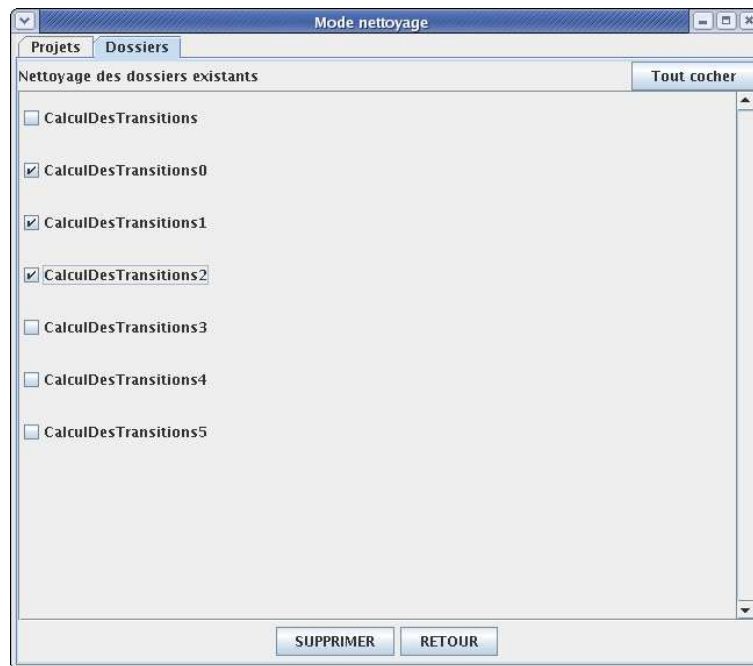 Mode nettoyage
Projets Dossiers
Nettoyage des dossiers existants Tout cocher
CalculDesTransitions
CalculDesTransitions0
CalculDesTransitions1
CalculDesTransitions2
CalculDesTransitions3
CalculDesTransitions4
CalculDesTransitions5
SUPPRIMER RETOUR